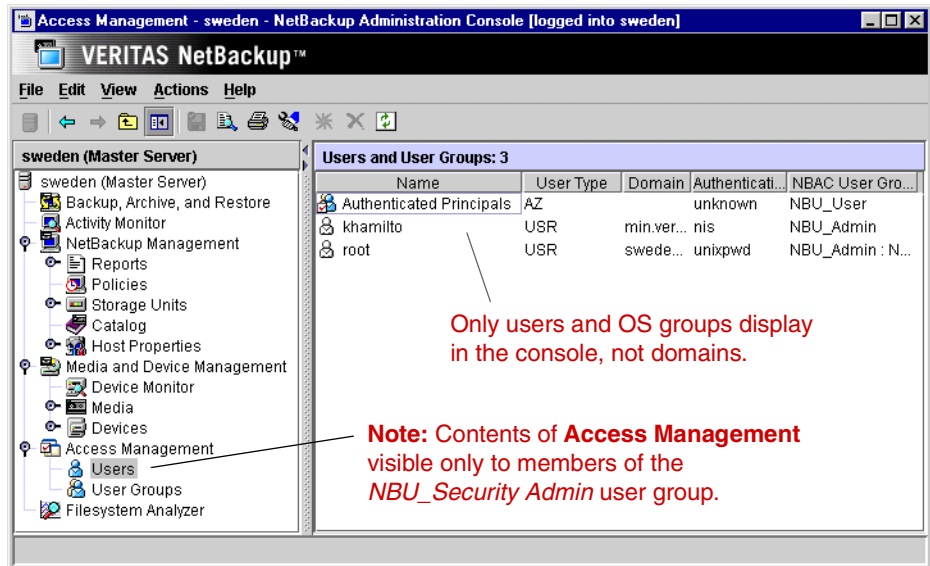 Access Management - sweden - NetBackup Administration Console [logged into sweden]
VERITAS NetBackup™
File Edit View Actions Help
sweden (Master Server)
Users and User Groups: 3
sweden (Master Server)
Backup, Archive, and Restore
Activity Monitor
NetBackup Management
Reports
Policies
Storage Units
Catalog
Host Properties
Media and Device Management
Device Monitor
Media
Devices
Access Management
Users
User Groups
Filesystem Analyzer
Name User Type Domain Authenticati... NBAC User Gro...
Authenticated Principals AZ unknown NBU_User
khamilto USR min.ver... nis NBU_Admin
root USR swede... unixpwd NBU_Admin : N...
Only users and OS groups display
in the console, not domains.
Note: Contents of Access Management
visible only to members of the
NBU_Security Admin user group.